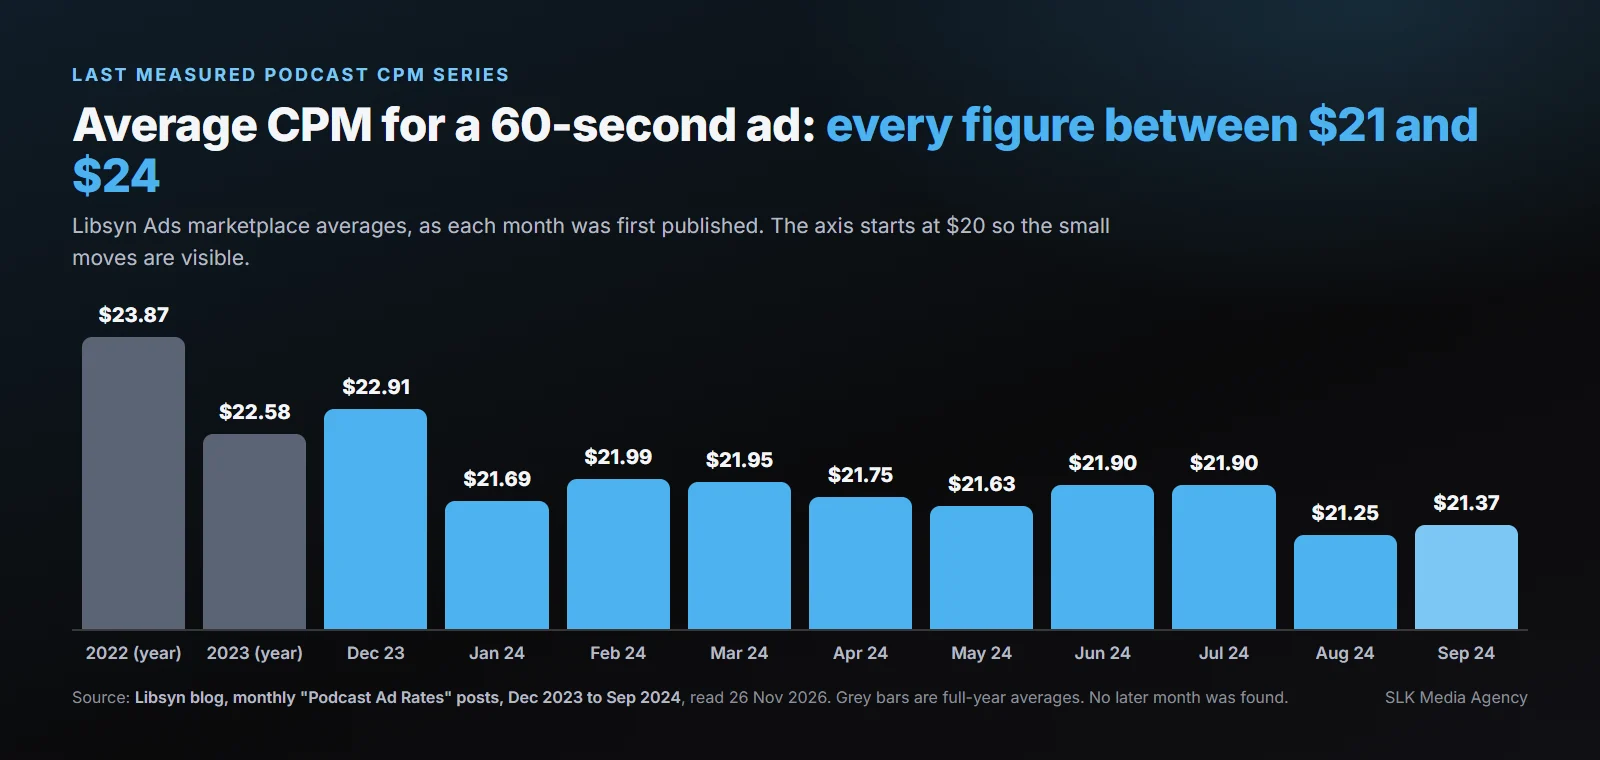 LAST MEASURED PODCAST CPM SERIES
Average CPM for a 60-second ad: every figure between $21 and
$24
Libsyn Ads marketplace averages, as each month was first published. The axis starts at $20 so the small
moves are visible.
$23.87
$22.58
$22.91
$21.69
$21.99
$21.95
$21.75
$21.63
$21.90
$21.90
$21.25
$21.37
2022 (year)
2023 (year)
Dec 23
Jan 24
Feb 24
Mar 24
Apr 24
May 24
Jun 24
Jul 24
Aug 24
Sep 24
Source: Libsyn blog, monthly "Podcast Ad Rates" posts, Dec 2023 to Sep 2024, read 26 Nov 2026. Grey bars are full-year averages. No later month was found.
SLK Media Agency